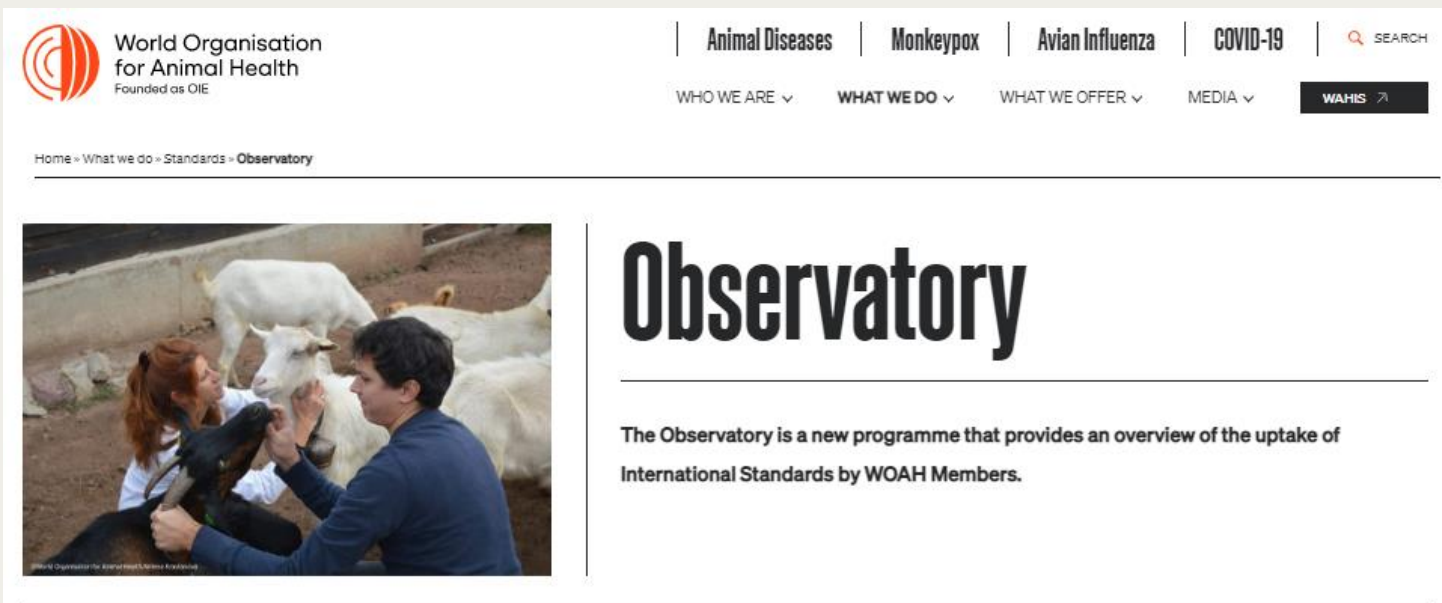 World Organisation
for Animal Health
Founded as OIE
Animal Diseases
Monkeypox
Avian Influenza
COVID-19
SEARCH
WHO WE ARE
WHAT WE DO
WHAT WE OFFER
MEDIA
WAHIS
Home » What we do » Standards » Observatory
Observatory
The Observatory is a new programme that provides an overview of the uptake of
International Standards by WOAH Members.